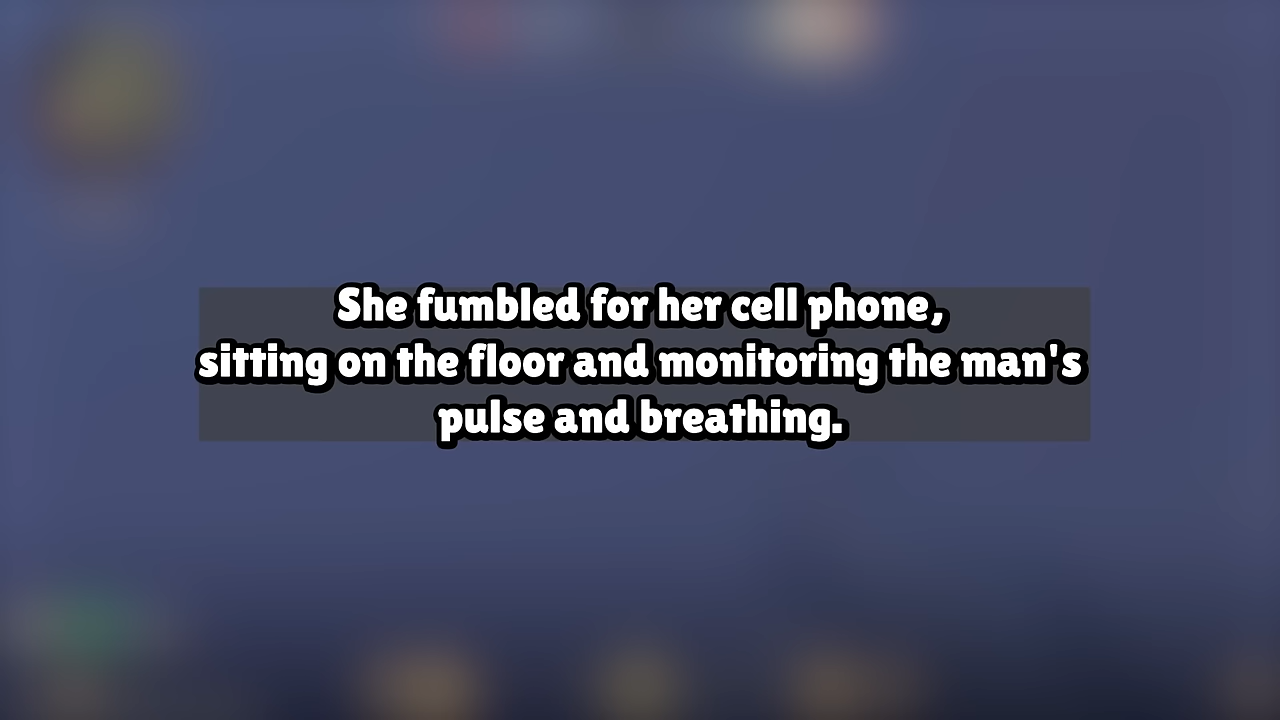 She fumbled for her cell phone,
sitting on the floor and monitoring the man's
pulse and breathing.